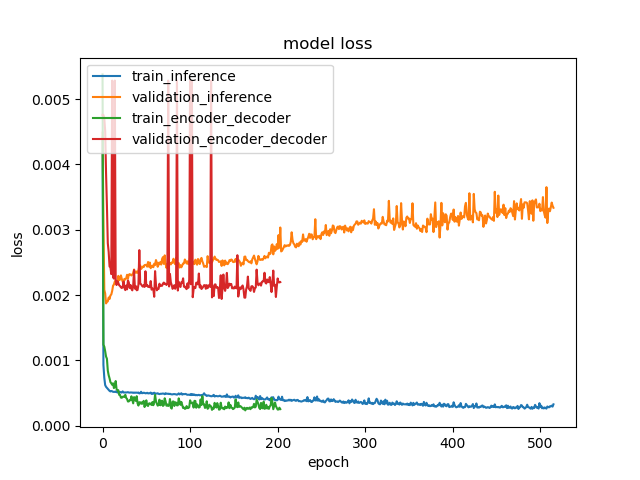 model loss
train_inference
validation_inference
train_encoder_decoder
validation_encoder_decoder
loss
0.005
0.004
0.003
0.002
0.001
0.000
0 100 200 300 400 500
epoch